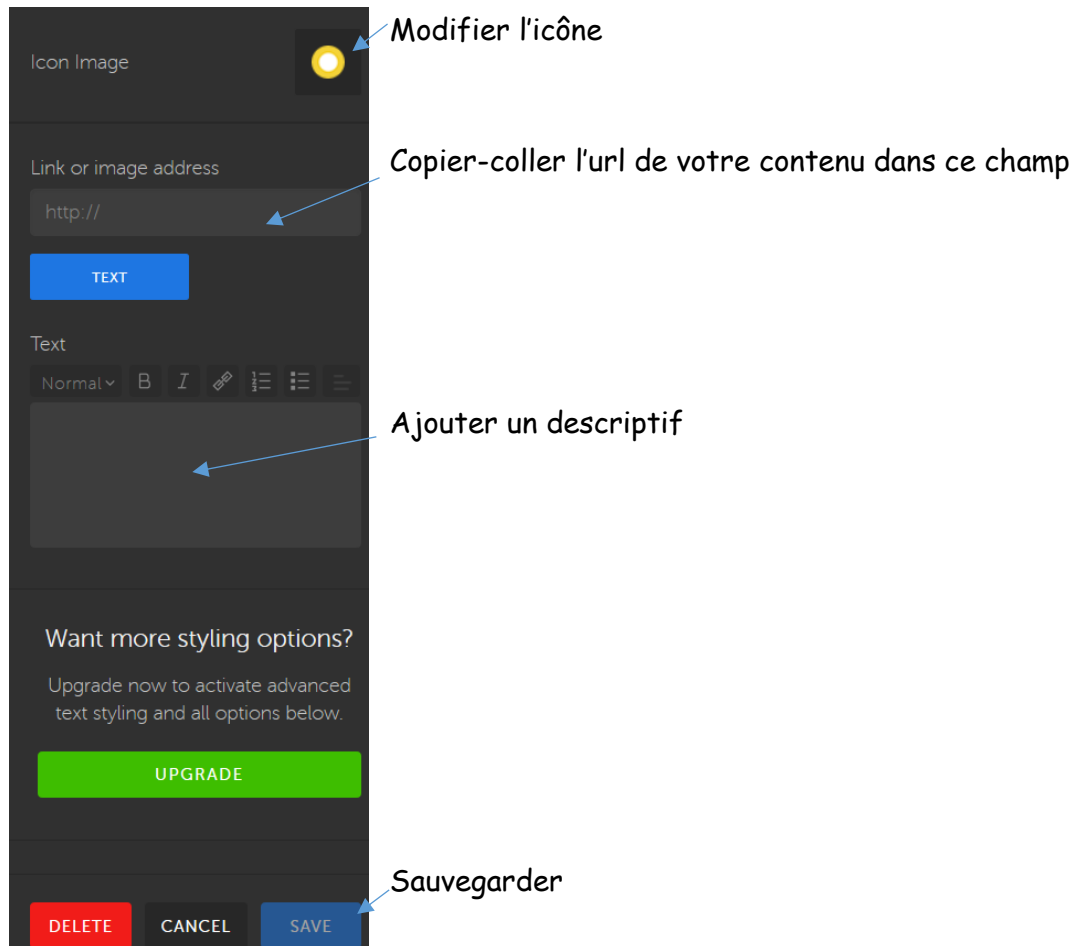 Modifier l'icône
Icon Image
Link or image address
Copier-coller l'url de votre contenu dans ce champ
http://
TEXT
Text
Normal B I
Ajouter un descriptif
Want more styling options?
Upgrade now to activate advanced
text styling and all options below.
UPGRADE
Sauvegarder
DELETE CANCEL SAVE